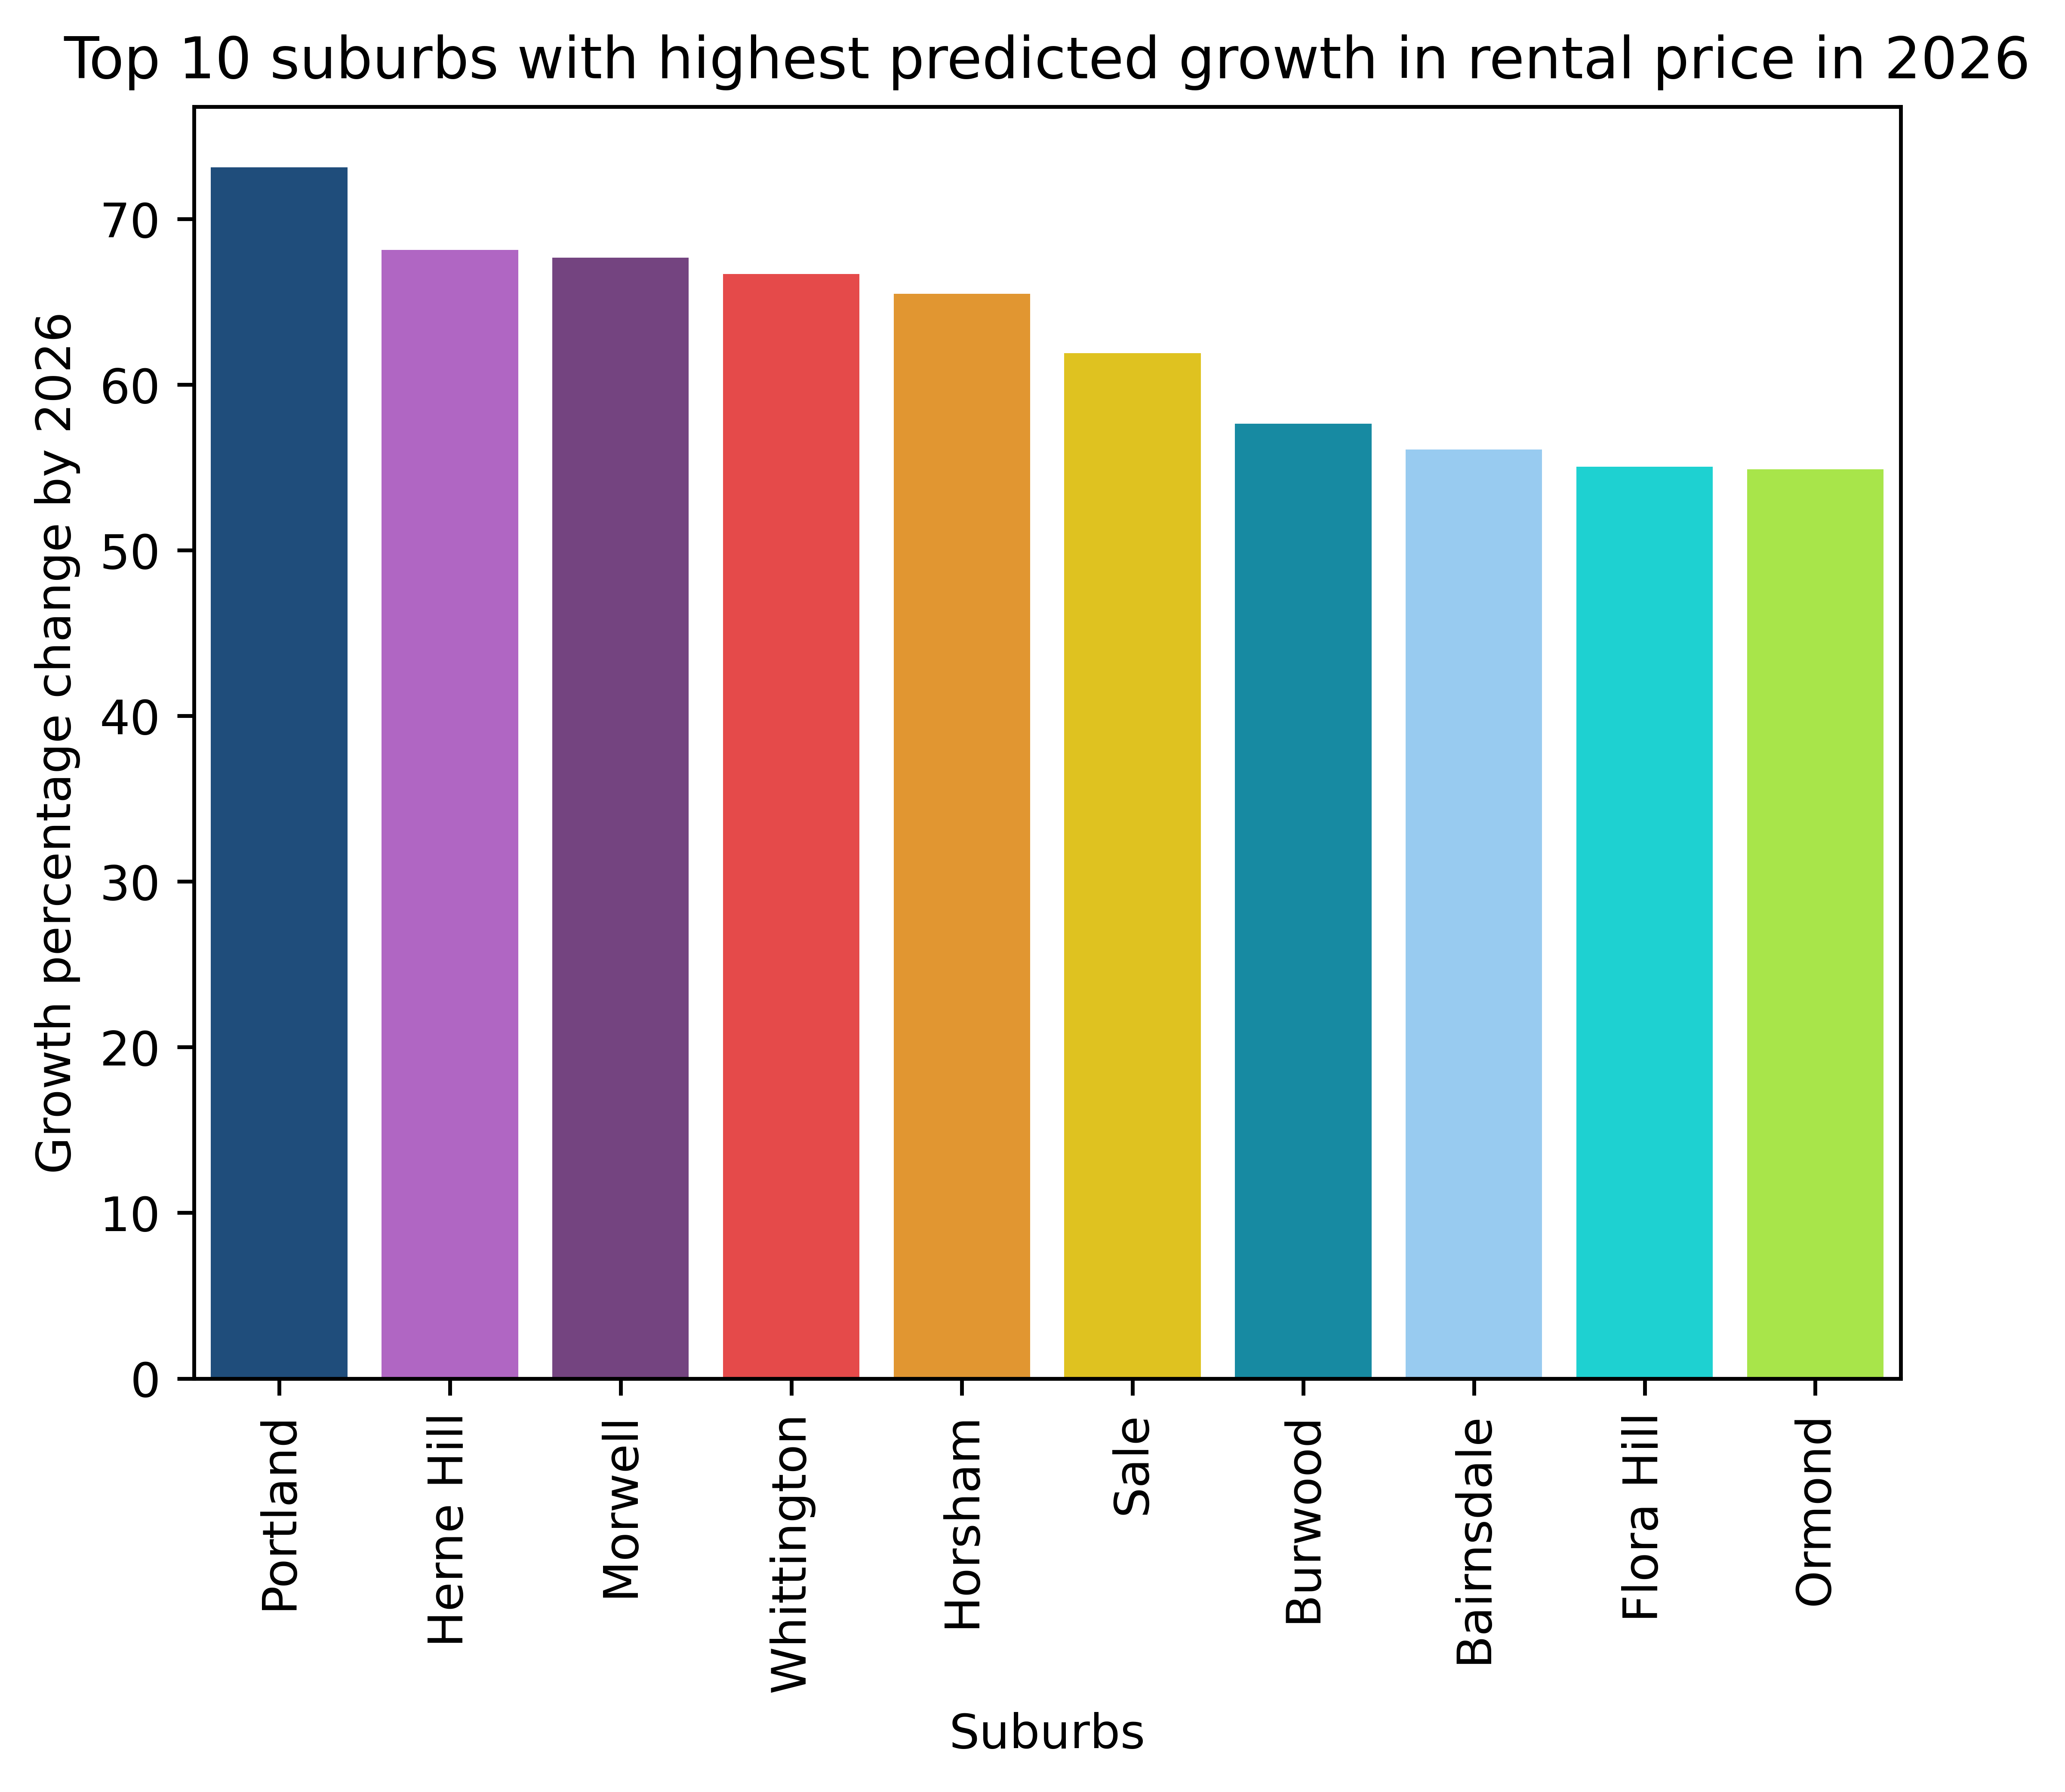 Top 10 suburbs with highest predicted growth in rental price in 2026
Growth percentage change by 2026
70
60
50
40
30
20
10
0
Portland
Herne Hill
Morwell
Whittington
Horsham
Sale
Burwood
Bairnsdale
Flora Hill
Ormond
Suburbs